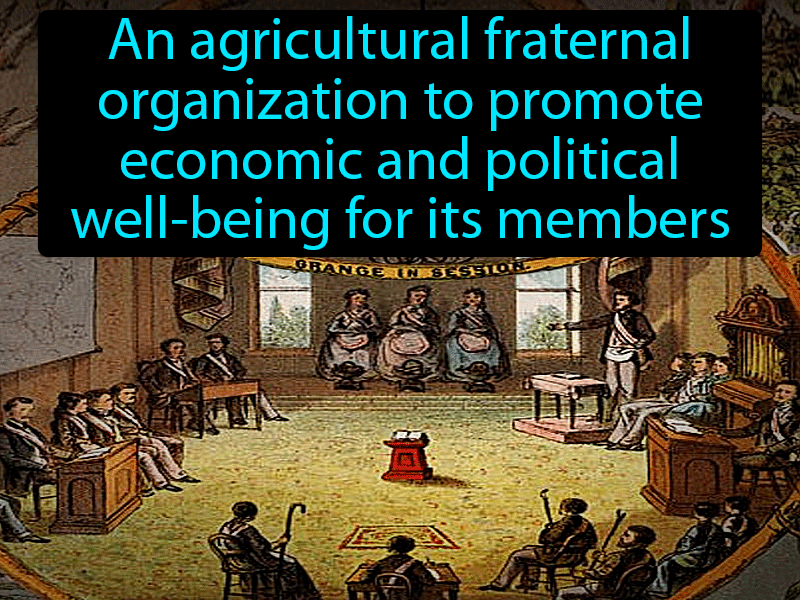 An agricultural fraternal
organization to promote
economic and political
well-being for its members
GRANGE IN SESSION.